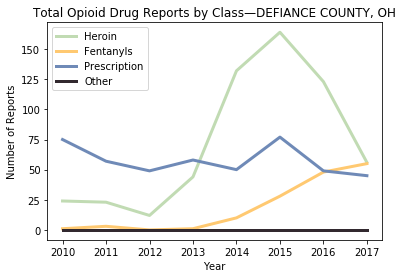 Total Opioid Drug Reports by Class—DEFIANCE COUNTY, OH
Heroin
Fentanyls
Prescription
Other
Number of Reports
150
125
100
75
50
25
0
2010 2011 2012 2013 2014 2015 2016 2017
Year